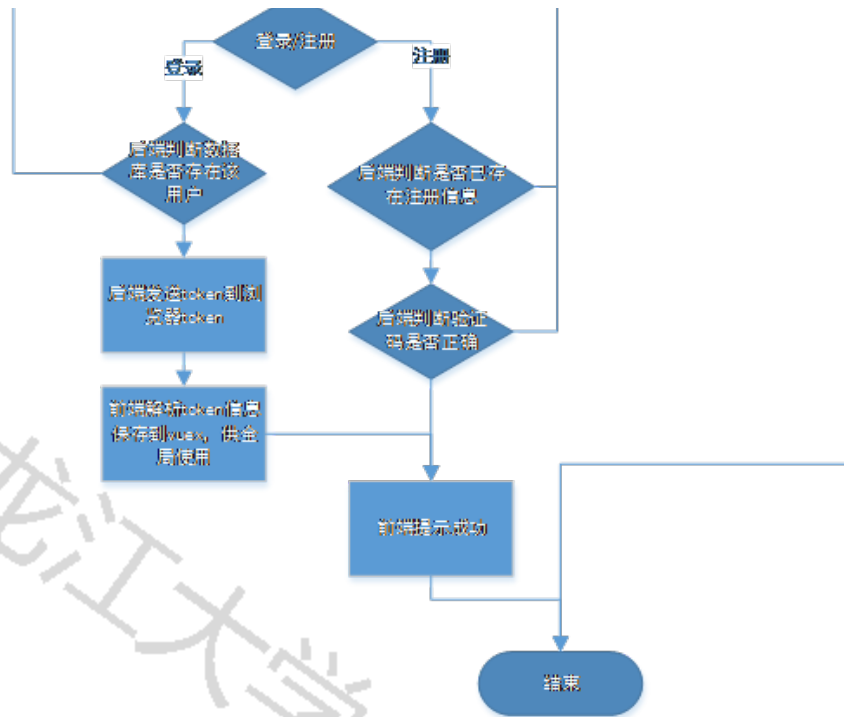 登录/注册
登录
注册
后端判断数据
库是否存在该
用户
后端判断是否已存
在注册信息
后端发送token到浏
览器token
后端判断验证
码是否正确
前端解析token信息
保存到vuex，供全
局使用
前端提示成功
结束
龙江大学